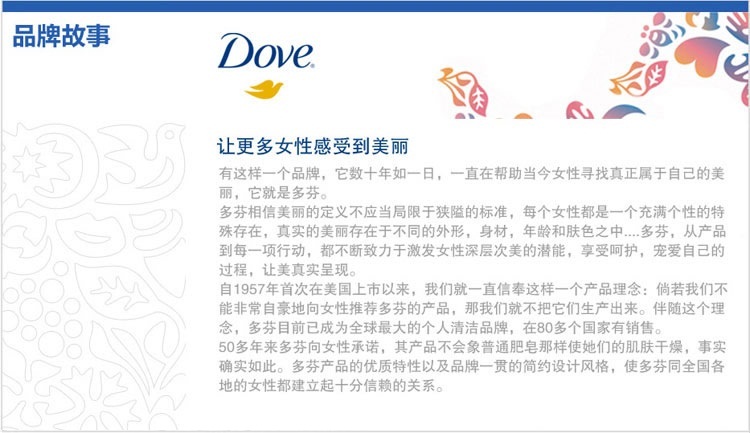 品牌故事
Dove®
让更多女性感受到美丽
有这样一个品牌，它数十年如一日，一直在帮助当今女性寻找真正属于自己的美
丽，它就是多芬。
多芬相信美丽的定义不应当局限于狭隘的标准，每个女性都是一个充满个性的特
殊存在，真实的美丽存在于不同的外形，身材，年龄和肤色之中....多芬，从产品
到每一项行动，都不断致力于激发女性深层次美的潜能，享受呵护，宠爱自己的
过程，让美真实呈现。
自1957年首次在美国上市以来，我们就一直信奉这样一个产品理念：倘若我们不
能非常自豪地向女性推荐多芬的产品，那我们就不把它们生产出来。伴随这个理
念，多芬目前已成为全球最大的个人清洁品牌，在80多个国家有销售。
50多年来多芬向女性承诺，其产品不会象普通肥皂那样使她们的肌肤干燥，事实
确实如此。多芬产品的优质特性以及品牌一贯的简约设计风格，使多芬同全国各
地的女性都建立起十分信赖的关系。